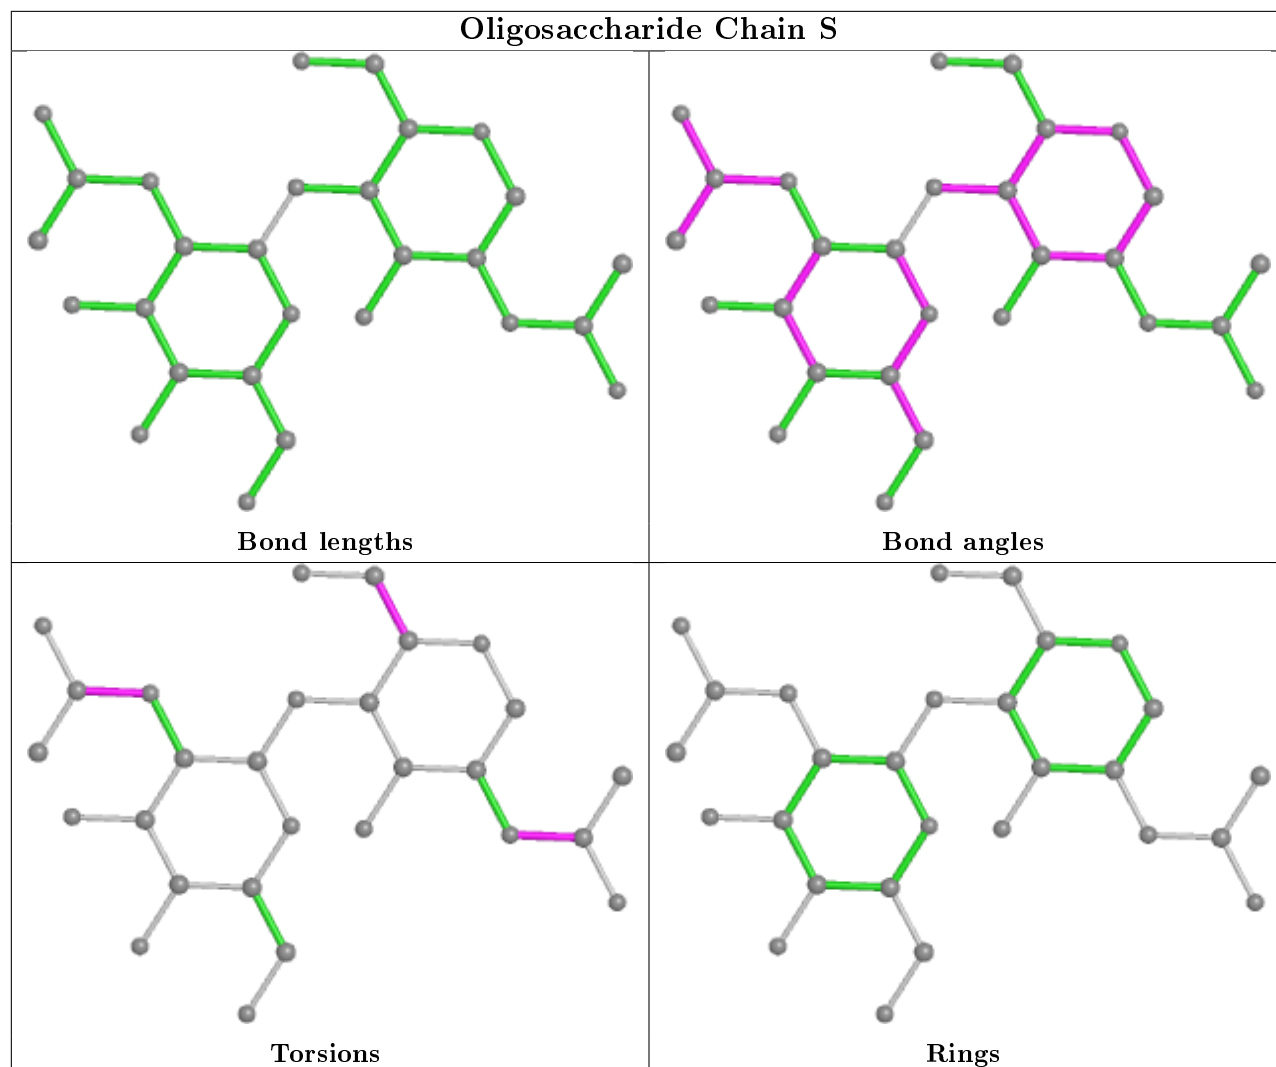 Oligosaccharide Chain S
Bond lengths
Bond angles
Torsions
Rings